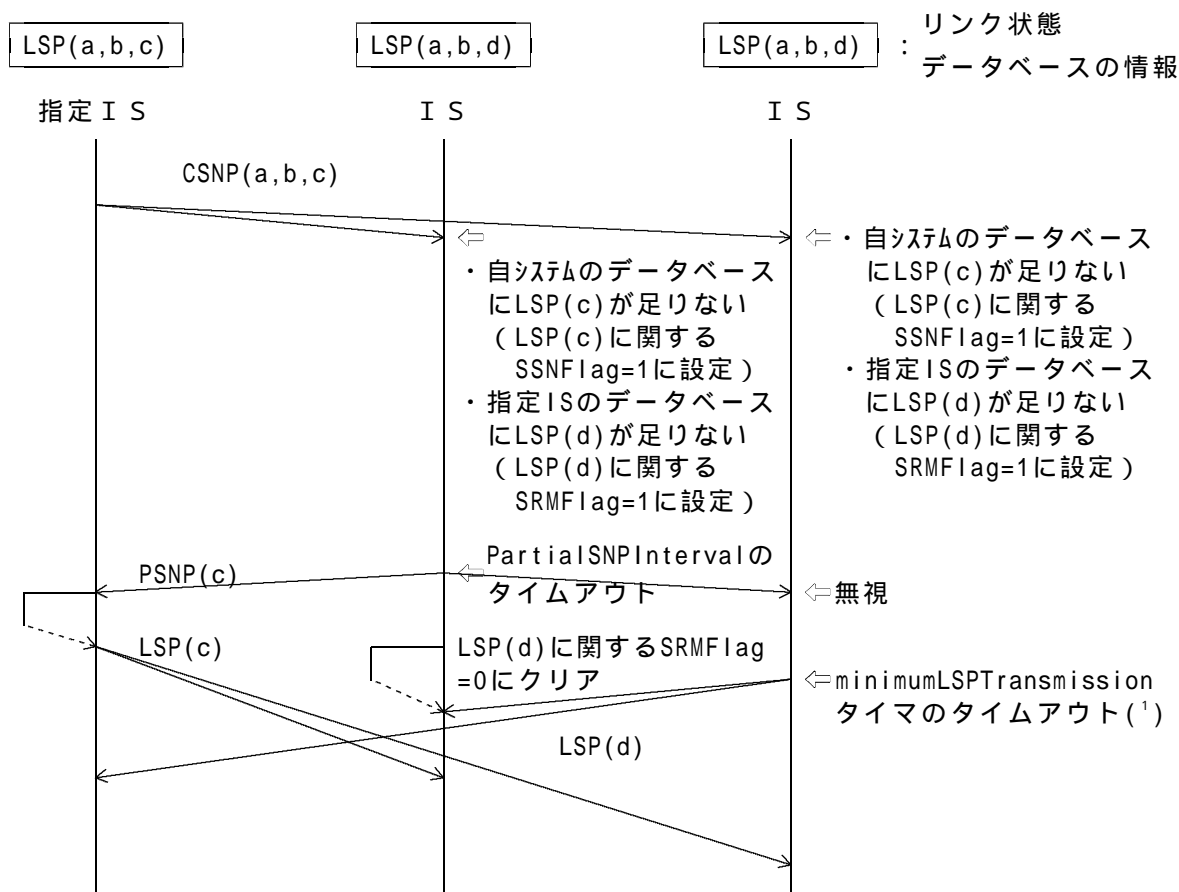 LSP(a,b,c)
LSP(a,b,d)
LSP(a,b,d)
:
リンク状態
データベースの情報
指定ＩＳ
ＩＳ
ＩＳ
CSNP(a,b,c)
⇦
・自ｼｽﾃﾑのデータベース
にLSP(c)が足りない
（LSP(c)に関する
SSNFlag=1に設定）
・指定ISのデータベース
にLSP(d)が足りない
（LSP(d)に関する
SRMFlag=1に設定）
⇦・自ｼｽﾃﾑのデータベース
にLSP(c)が足りない
（LSP(c)に関する
SSNFlag=1に設定）
・指定ISのデータベース
にLSP(d)が足りない
（LSP(d)に関する
SRMFlag=1に設定）
PSNP(c)
⇦PartialSNPIntervalの
タイムアウト
⇦無視
LSP(c)
LSP(d)に関するSRMFlag
=0にクリア
⇦minimumLSPTransmission
タイマのタイムアウト(¹)
LSP(d)